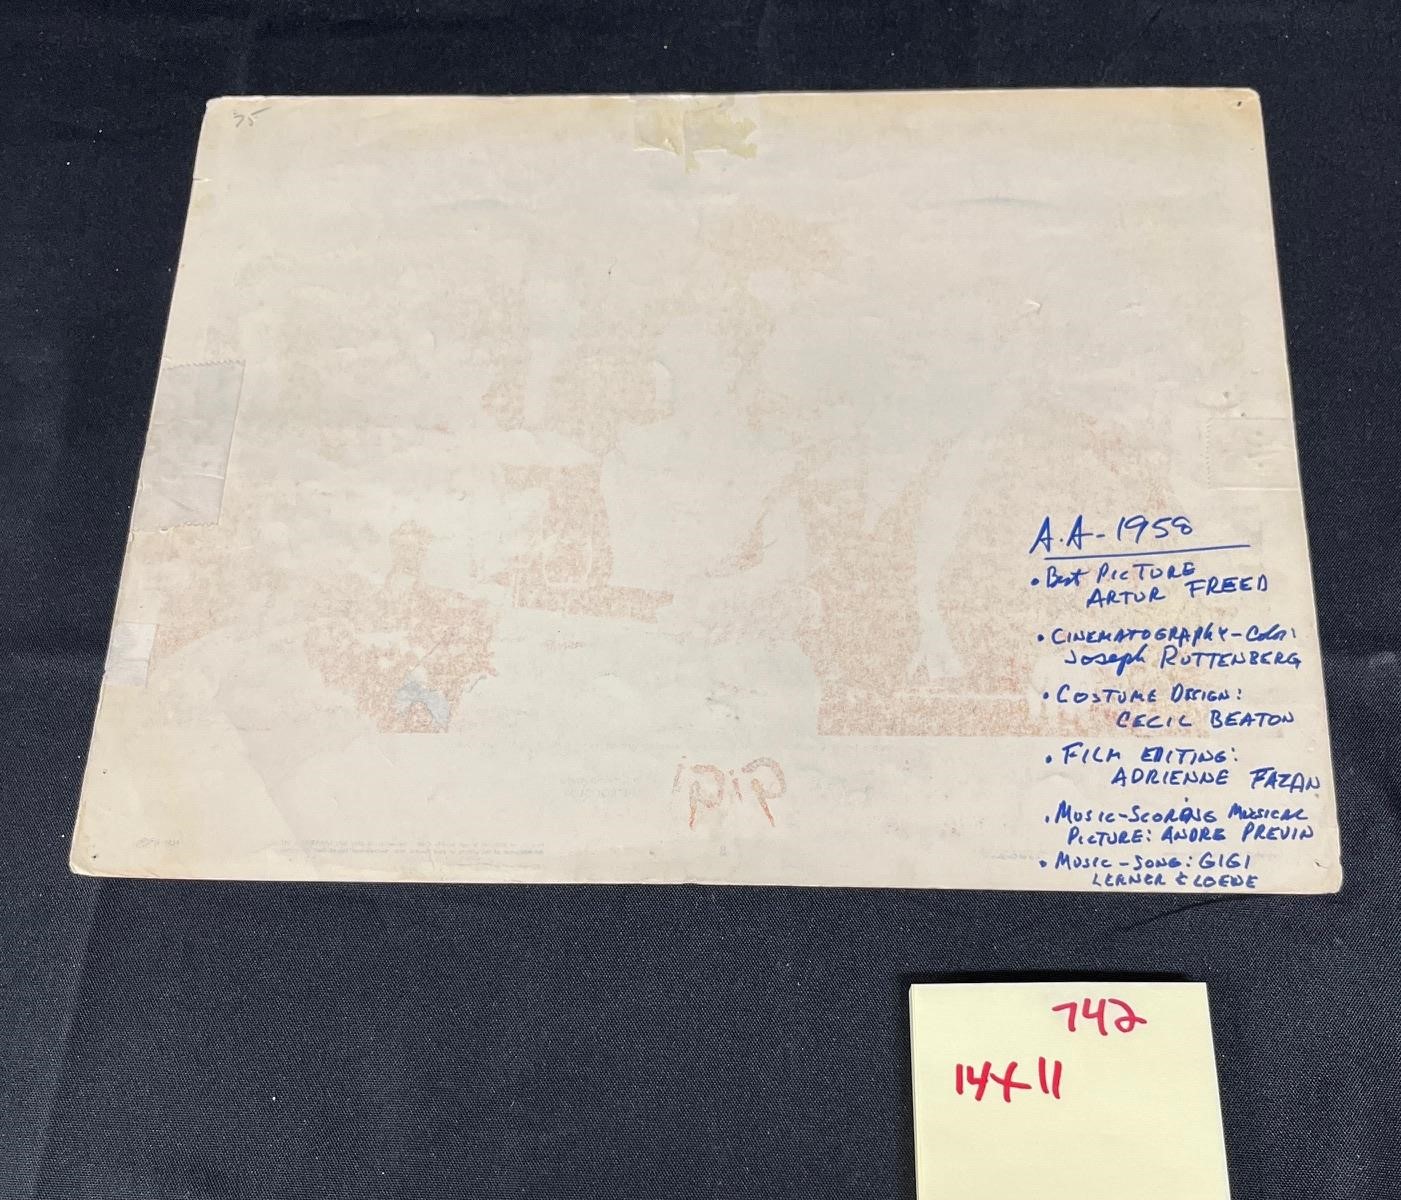 35
A.A-1958
• Best PICTURE
ARTUR FREED
• CINEMATOGRAPHY-Color:
Joseph RUTTENBERG
• COSTUME DESIGN:
CECIL BEATON
• FILM EDITING:
ADRIENNE FAZAN
• MUSIC-SCORING MUSICAL
PICTURE: ANDRE PREVIN
• MUSIC-SONG: GIGI
LERNER & LOEWE
Gigi
742
14x11